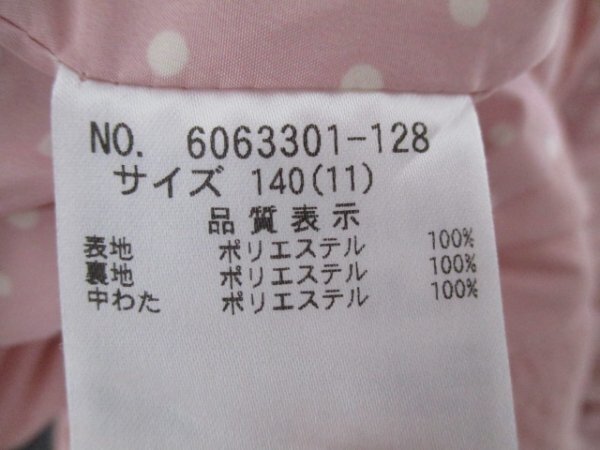 NO. 6063301-128
サイズ 140(11)
品質表示
表地 ポリエステル 100%
裏地 ポリエステル 100%
中わた ポリエステル 100%